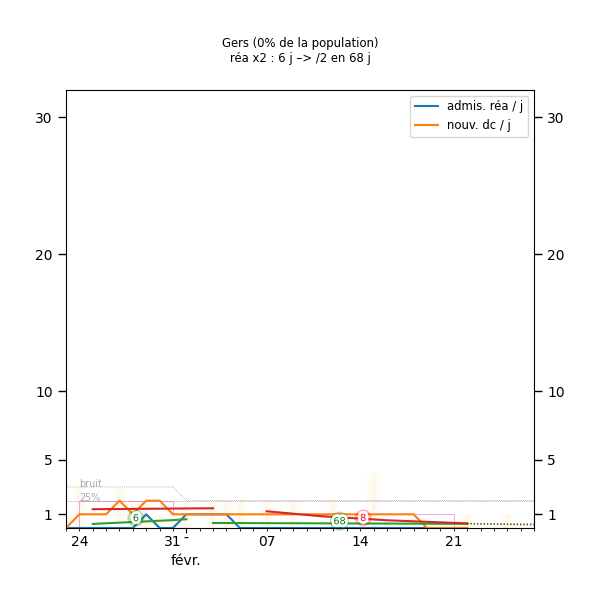 Gers (0% de la population)
réa x2 : 6 j –> /2 en 68 j
admis. réa / j
nouv. dc / j
30 30
20 20
10 10
5 5
bruit
25%
6 68 8
1 1
24 31 - 07 14 21
févr.